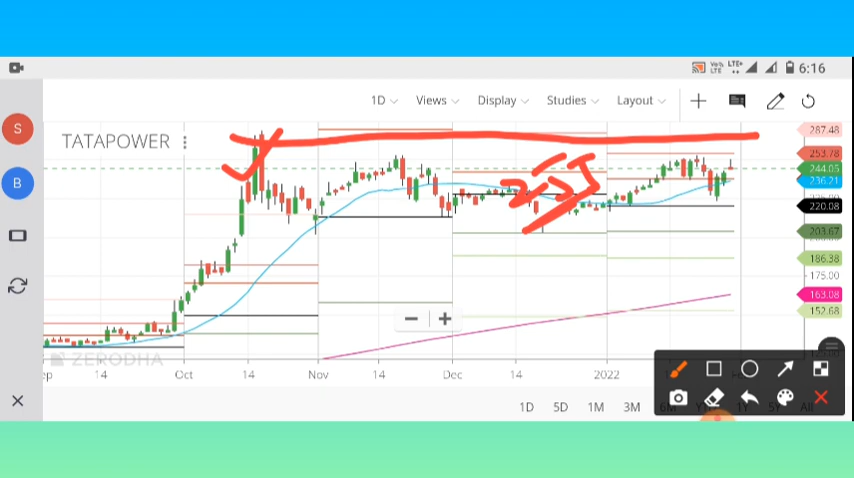 Vo)) LTE LTE+ 6:16
S
B
1D Views Display Studies Layout
TATAPOWER
287.48
253.78
244.05
236.21
220.08
203.67
186.38
175.00
163.08
152.68
ZERODHA
ep 14 Oct 14 Nov 14 Dec 14 2022
1D 5D 1M 3M 6M 1Y 5Y All